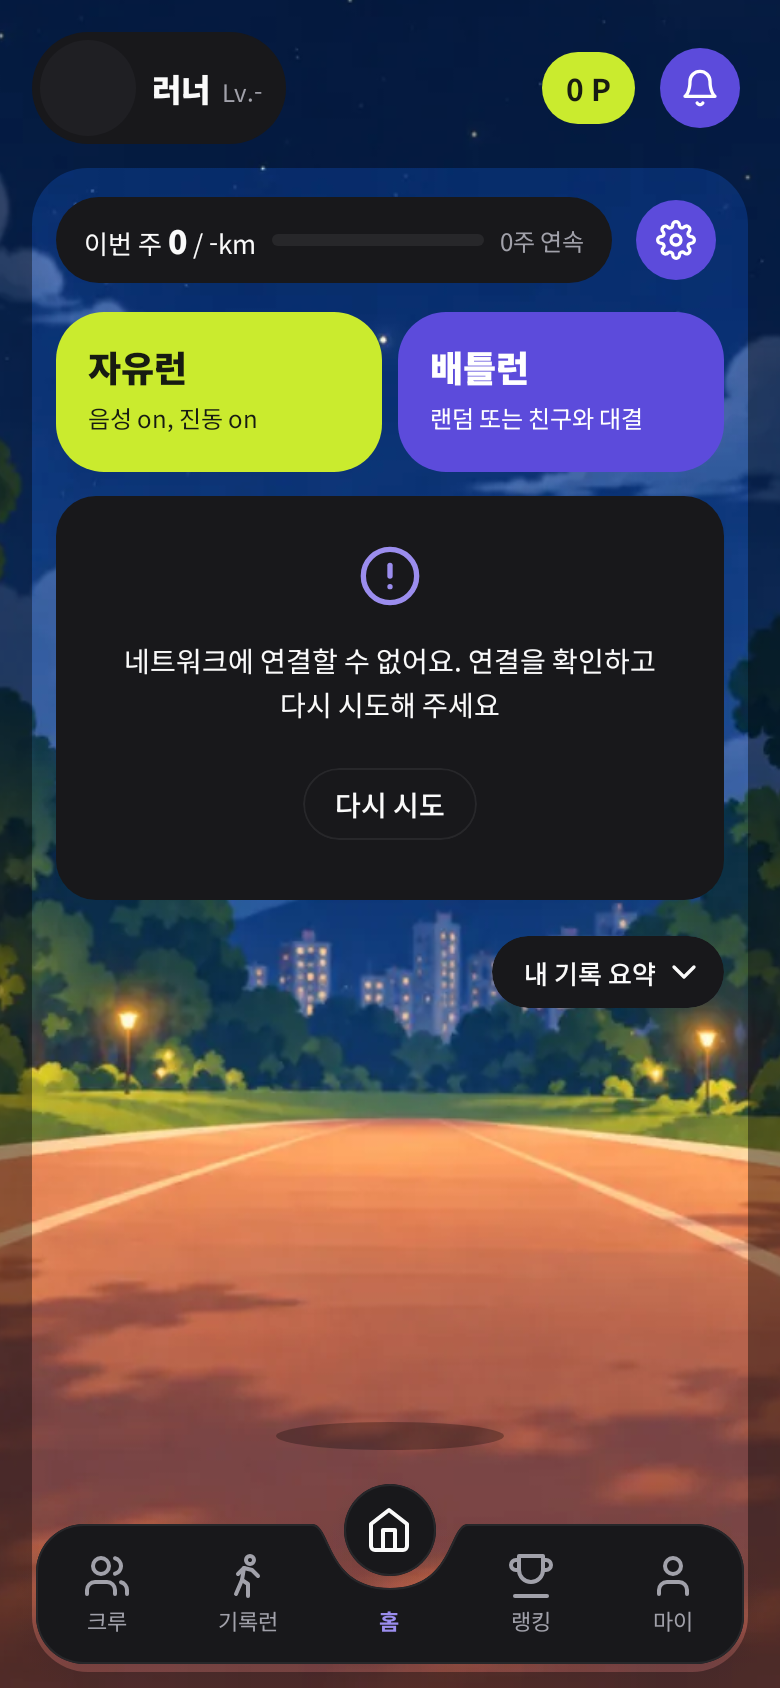 러너 Lv.-
0 P
이번 주 0 / -km
0주 연속
자유런
음성 on, 진동 on
배틀런
랜덤 또는 친구와 대결
네트워크에 연결할 수 없어요. 연결을 확인하고
다시 시도해 주세요
다시 시도
내 기록 요약
크루
기록런
홈
랭킹
마이